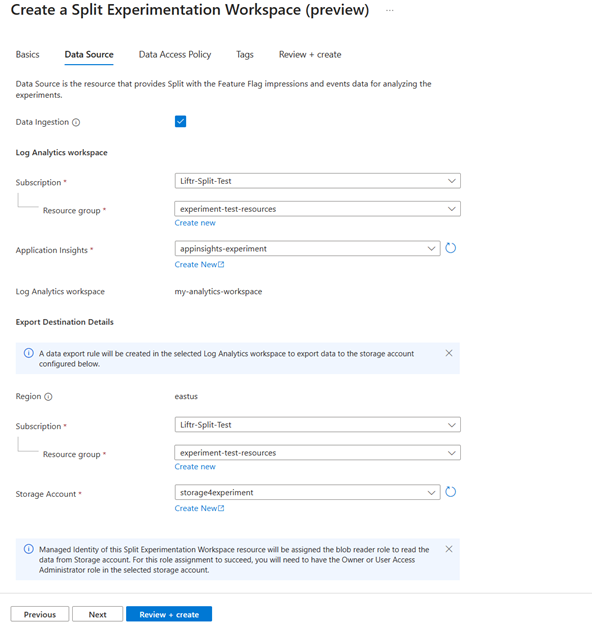 Create a Split Experimentation Workspace (preview) ...
Basics Data Source Data Access Policy Tags Review + create
Data Source is the resource that provides Split with the Feature Flag impressions and events data for analyzing the
experiments.
Data Ingestion
Log Analytics workspace
Subscription * Liftr-Split-Test
Resource group * experiment-test-resources
Create new
Application Insights * appinsights-experiment
Create New
Log Analytics workspace my-analytics-workspace
Export Destination Details
A data export rule will be created in the selected Log Analytics workspace to export data to the storage account
configured below.
Region eastus
Subscription * Liftr-Split-Test
Resource group * experiment-test-resources
Create new
Storage Account * storage4experiment
Create New
Managed Identity of this Split Experimentation Workspace resource will be assigned the blob reader role to read the
data from Storage account. For this role assignment to succeed, you will need to have the Owner or User Access
Administrator role in the selected storage account.
Previous Next Review + create